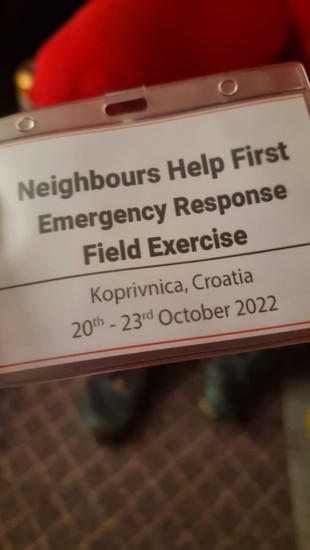 Neighbours Help First
Emergency Response
Field Exercise
Koprivnica, Croatia
20th - 23rd October 2022